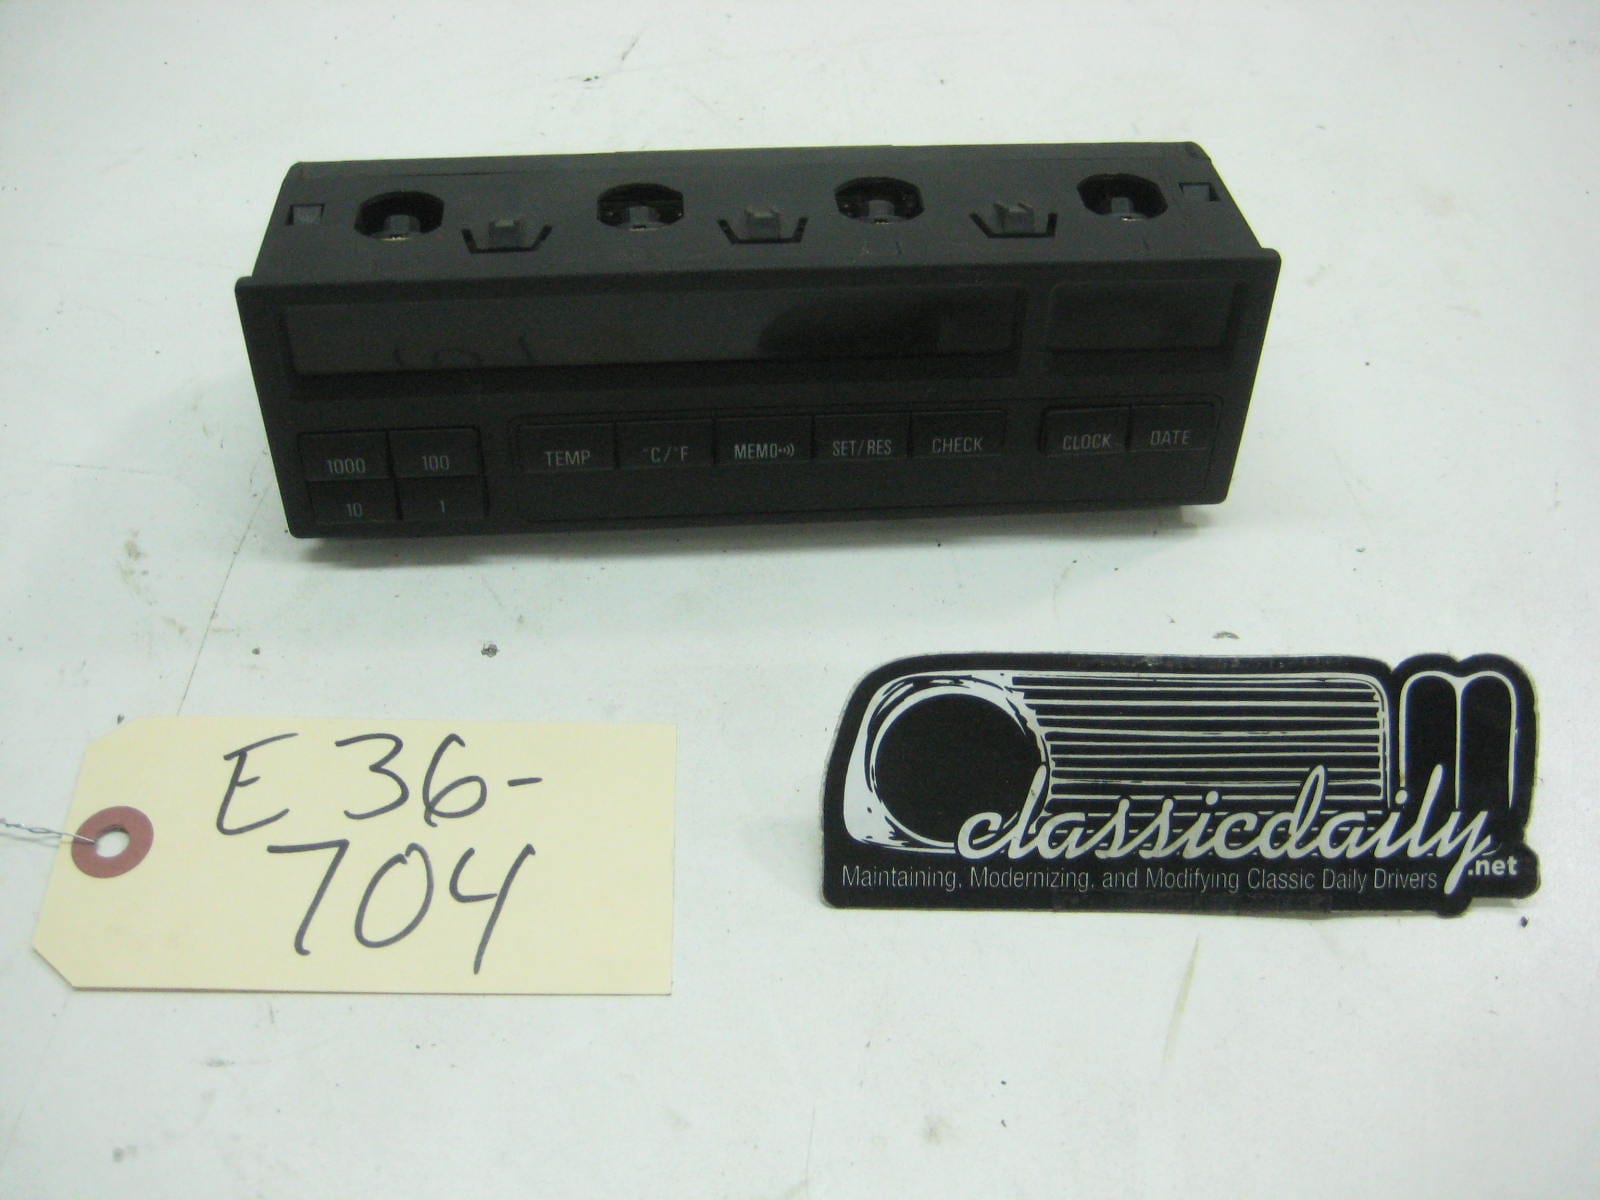 1000 100 TEMP °C/°F MEMO SET/RES CHECK CLOCK DATE
10 1
E36-
704
classicdaily.net
Maintaining, Modernizing, and Modifying Classic Daily Drivers